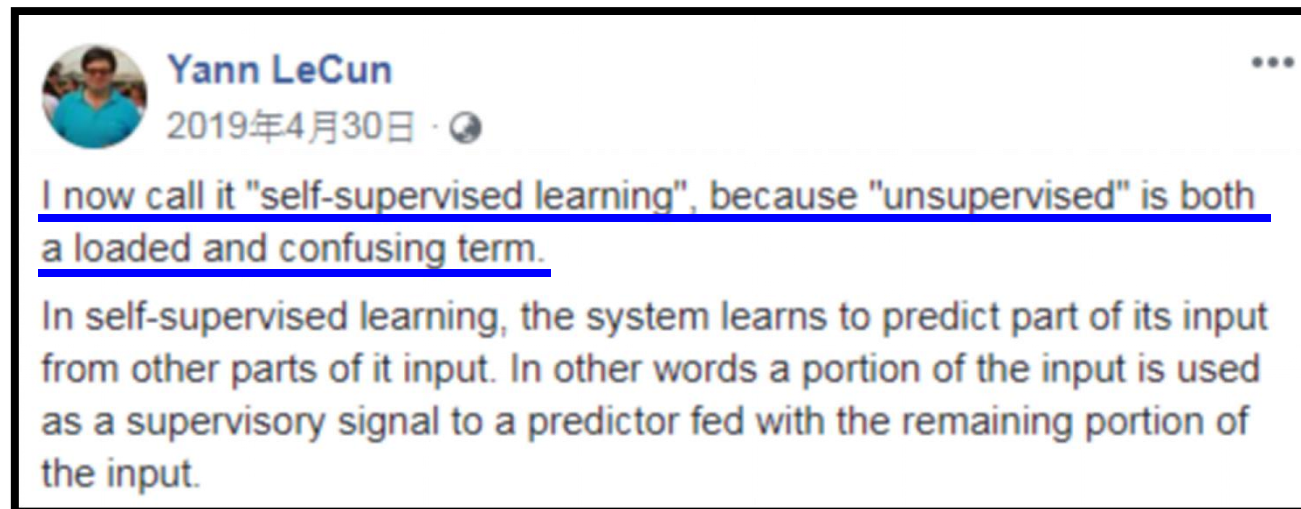 Yann LeCun
2019年4月30日 ·
I now call it "self-supervised learning", because "unsupervised" is both
a loaded and confusing term.
In self-supervised learning, the system learns to predict part of its input
from other parts of it input. In other words a portion of the input is used
as a supervisory signal to a predictor fed with the remaining portion of
the input.